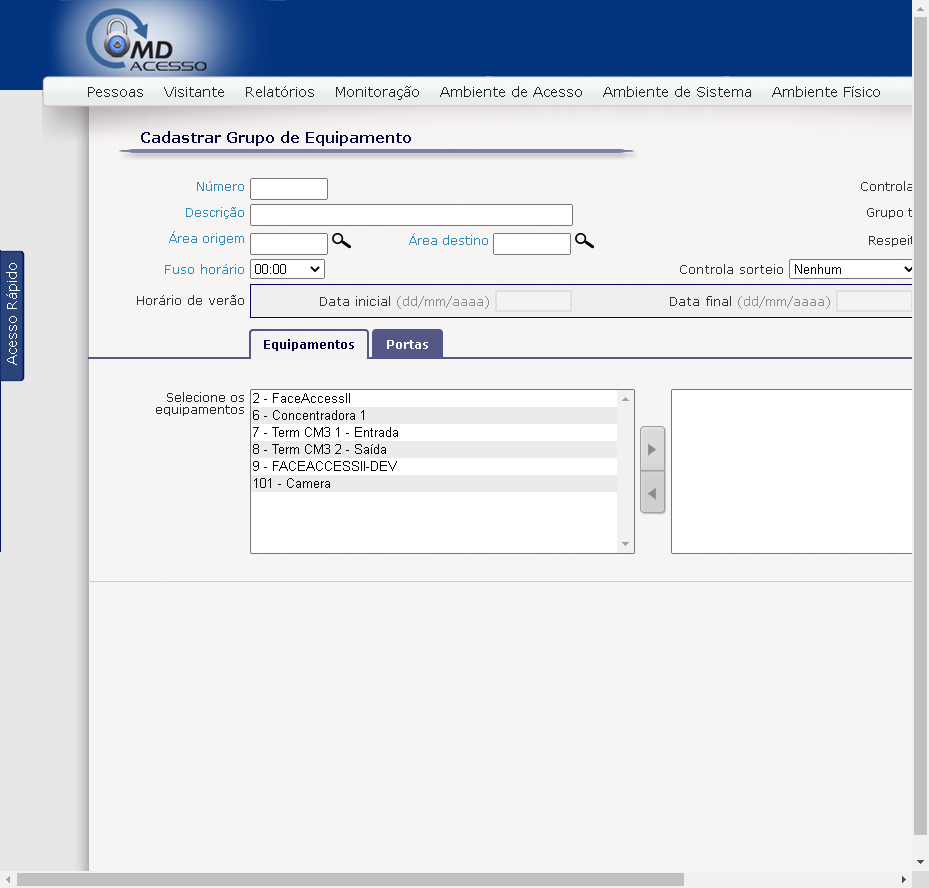 MD
ACESSO
Pessoas Visitante Relatórios Monitoração Ambiente de Acesso Ambiente de Sistema Ambiente Físico
Cadastrar Grupo de Equipamento
Número Controla
Descrição Grupo t
Área origem Área destino Respeit
Fuso horário 00:00 Controla sorteio Nenhum
Horário de verão Data inicial (dd/mm/aaaa) Data final (dd/mm/aaaa)
Acesso Rápido
Equipamentos Portas
Selecione os
equipamentos
2 - FaceAccessII
6 - Concentradora 1
7 - Term CM3 1 - Entrada
8 - Term CM3 2 - Saída
9 - FACEACCESSII-DEV
101 - Camera